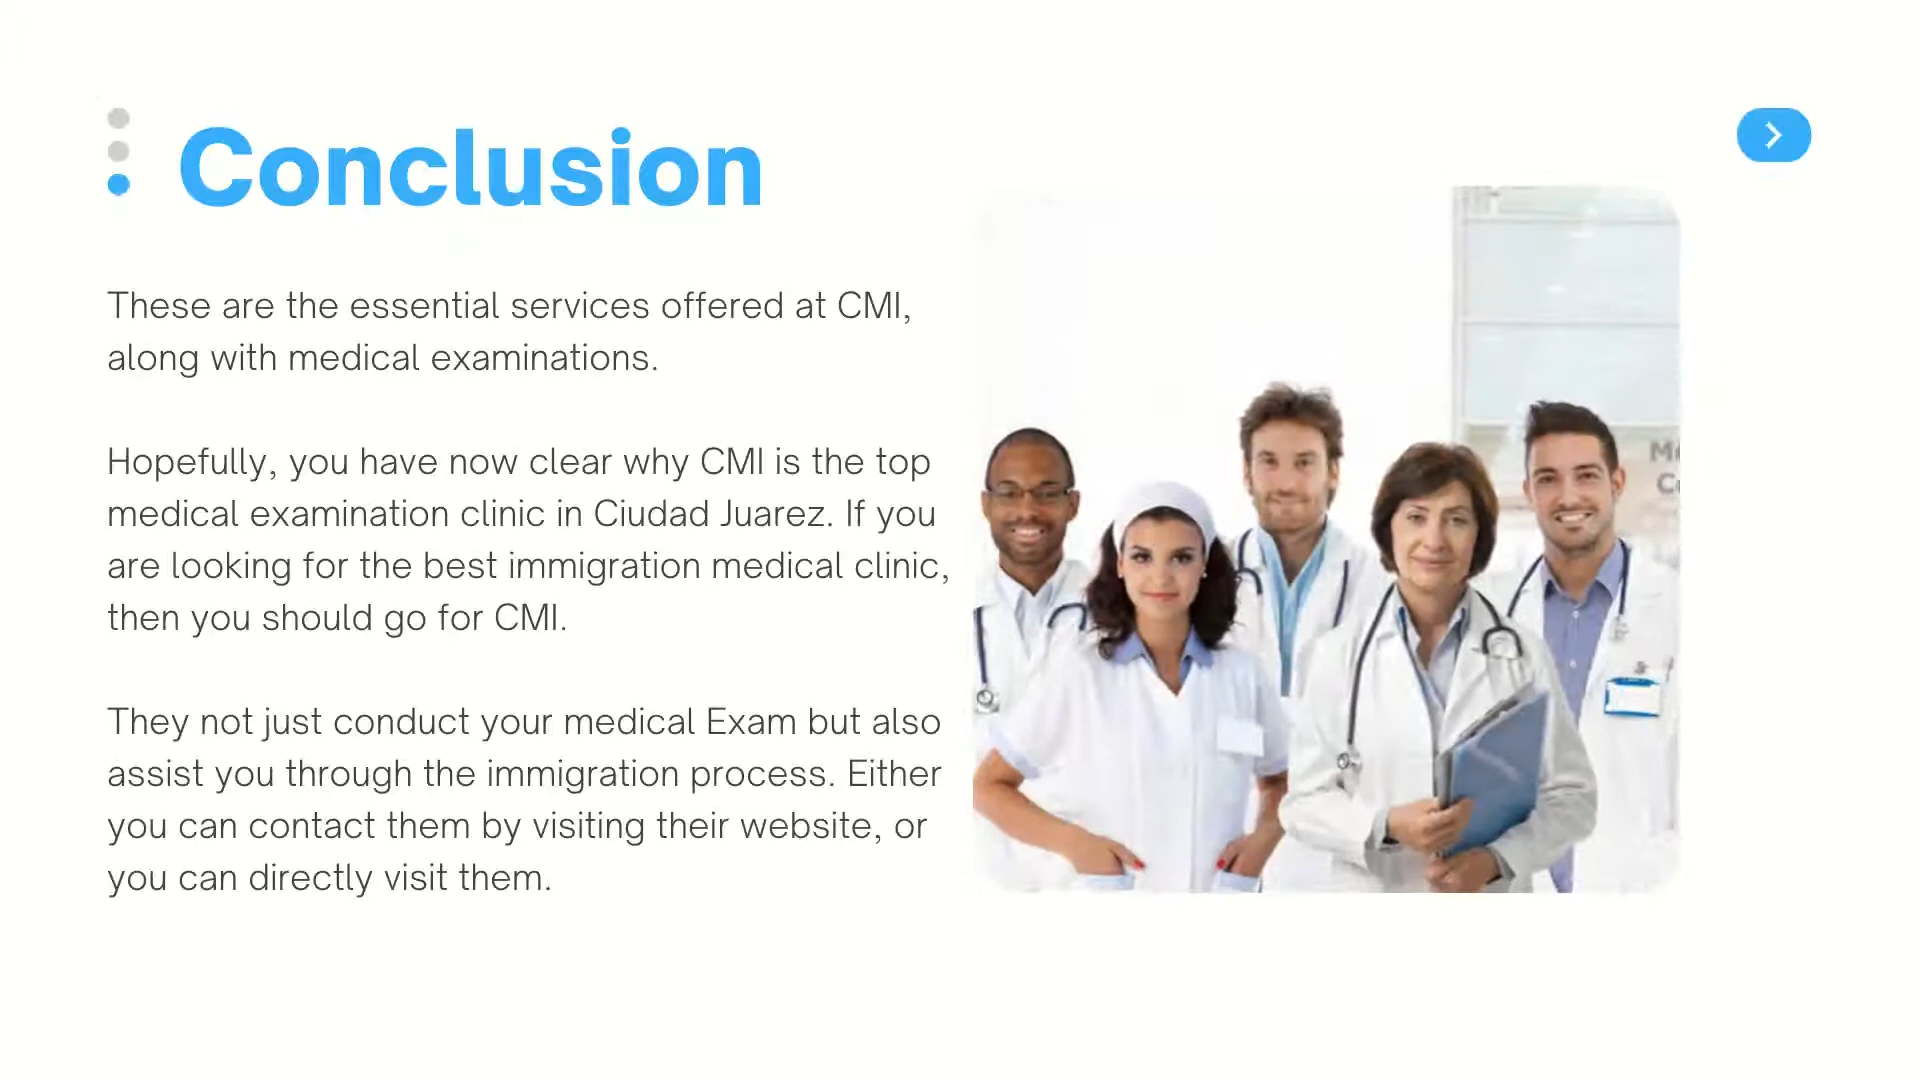 Conclusion
These are the essential services offered at CMI,
along with medical examinations.
Hopefully, you have now clear why CMI is the top
medical examination clinic in Ciudad Juarez. If you
are looking for the best immigration medical clinic,
then you should go for CMI.
They not just conduct your medical Exam but also
assist you through the immigration process. Either
you can contact them by visiting their website, or
you can directly visit them.